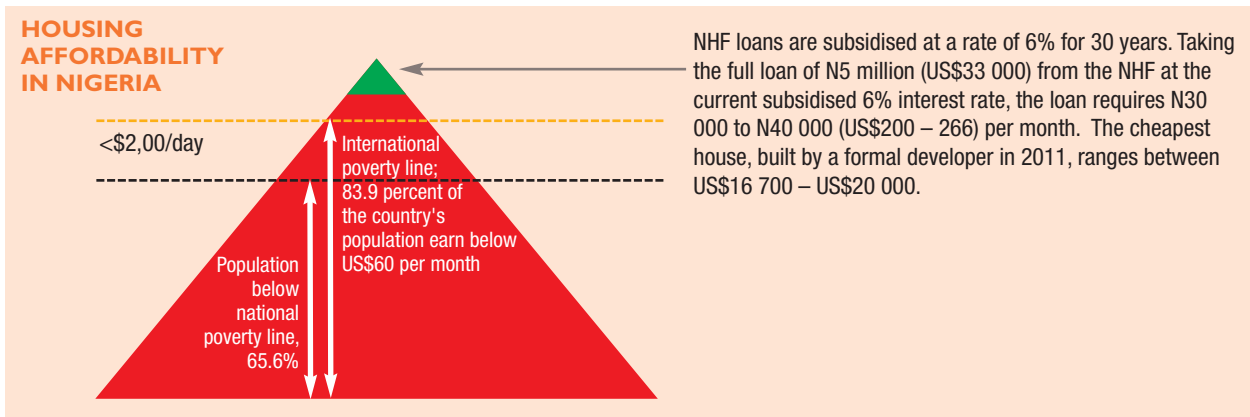 HOUSING
AFFORDABILITY
IN NIGERIA
<$2,00/day
International
poverty line;
83.9 percent of
the country's
population earn below
US$60 per month
Population
below
national
poverty line,
65.6%
NHF loans are subsidised at a rate of 6% for 30 years. Taking
the full loan of N5 million (US$33 000) from the NHF at the
current subsidised 6% interest rate, the loan requires N30
000 to N40 000 (US$200 – 266) per month.  The cheapest
house, built by a formal developer in 2011, ranges between
US$16 700 – US$20 000.